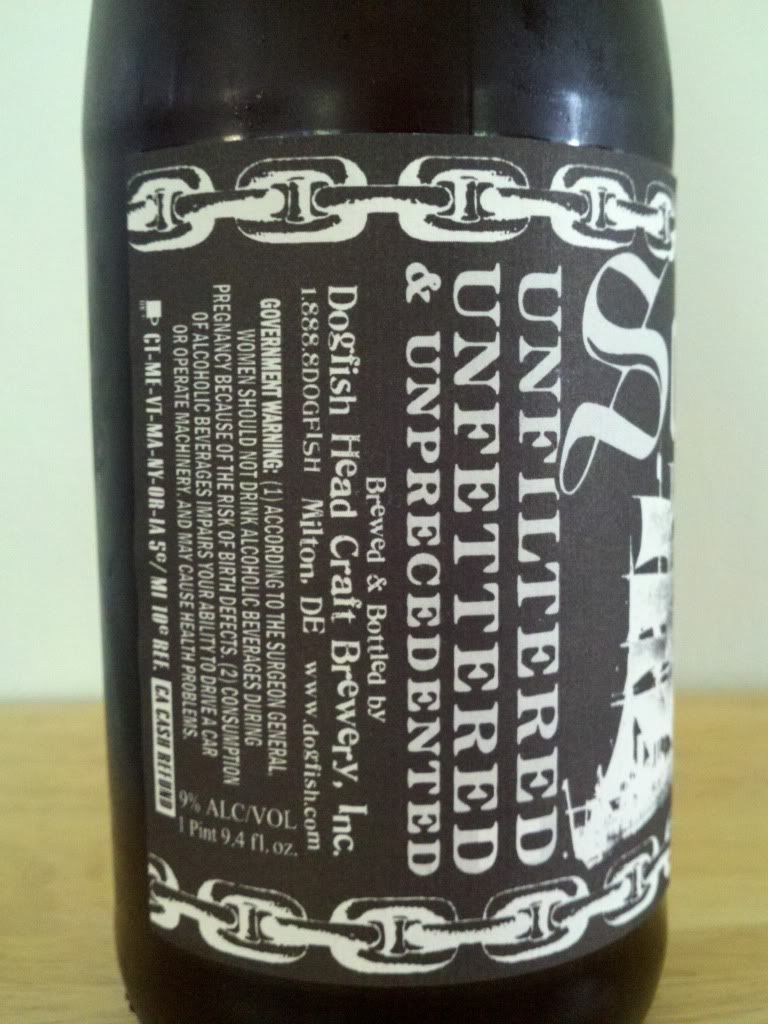 UNFILTERED
UNFETTERED
& UNPRECEDENTED
Brewed & Bottled by
Dogfish Head Craft Brewery, Inc.
1.888.8DOGFISH Milton, DE www.dogfish.com
GOVERNMENT WARNING: (1) ACCORDING TO THE SURGEON GENERAL,
WOMEN SHOULD NOT DRINK ALCOHOLIC BEVERAGES DURING
PREGNANCY BECAUSE OF THE RISK OF BIRTH DEFECTS. (2) CONSUMPTION
OF ALCOHOLIC BEVERAGES IMPAIRS YOUR ABILITY TO DRIVE A CAR
OR OPERATE MACHINERY, AND MAY CAUSE HEALTH PROBLEMS.
CT-ME-VT-MA-NY-OR-IA 5¢/MI 10¢ REF. CA CASH REFUND
9% ALC/VOL
1 Pint 9.4 fl. oz.